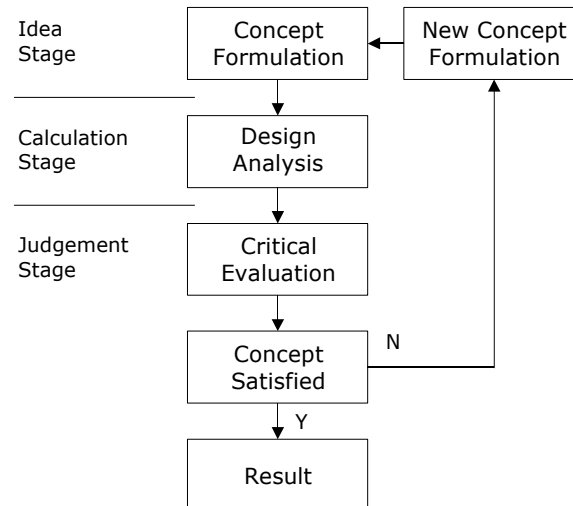 Idea
Stage
Concept
Formulation
New Concept
Formulation
Calculation
Stage
Design
Analysis
Judgement
Stage
Critical
Evaluation
Concept
Satisfied
N
Y
Result